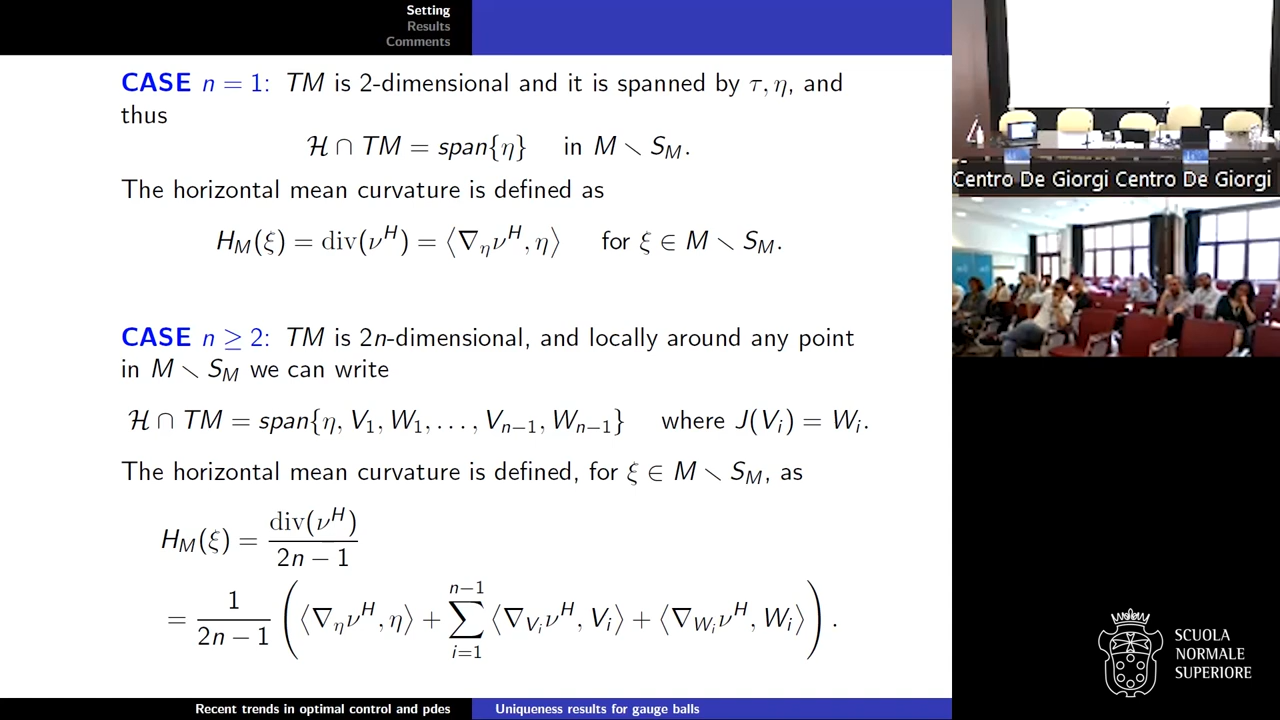 Setting
Results
Comments
CASE n = 1: TM is 2-dimensional and it is spanned by τ, η, and
thus
ℋ ∩ TM = span{η} in M ∖ S_M.
The horizontal mean curvature is defined as
H_M(ξ) = div(ν^H) = ⟨∇_η ν^H, η⟩ for ξ ∈ M ∖ S_M.
CASE n ≥ 2: TM is 2n-dimensional, and locally around any point
in M ∖ S_M we can write
ℋ ∩ TM = span{η, V_1, W_1, . . . , V_{n−1}, W_{n−1}} where J(V_i) = W_i.
The horizontal mean curvature is defined, for ξ ∈ M ∖ S_M, as
H_M(ξ) = div(ν^H) / (2n − 1)
= 1/(2n − 1) (⟨∇_η ν^H, η⟩ + ∑_{i=1}^{n−1} ⟨∇_{V_i} ν^H, V_i⟩ + ⟨∇_{W_i} ν^H, W_i⟩) .
Recent trends in optimal control and pdes
Uniqueness results for gauge balls
Centro De Giorgi Centro De Giorgi
SCUOLA
NORMALE
SUPERIORE